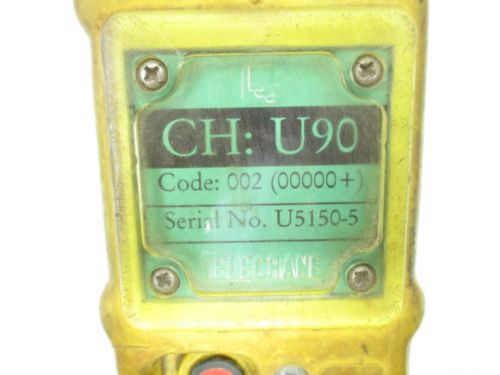 CH: U90
Code: 002 (00000+)
Serial No. U5150-5
TELECRANE